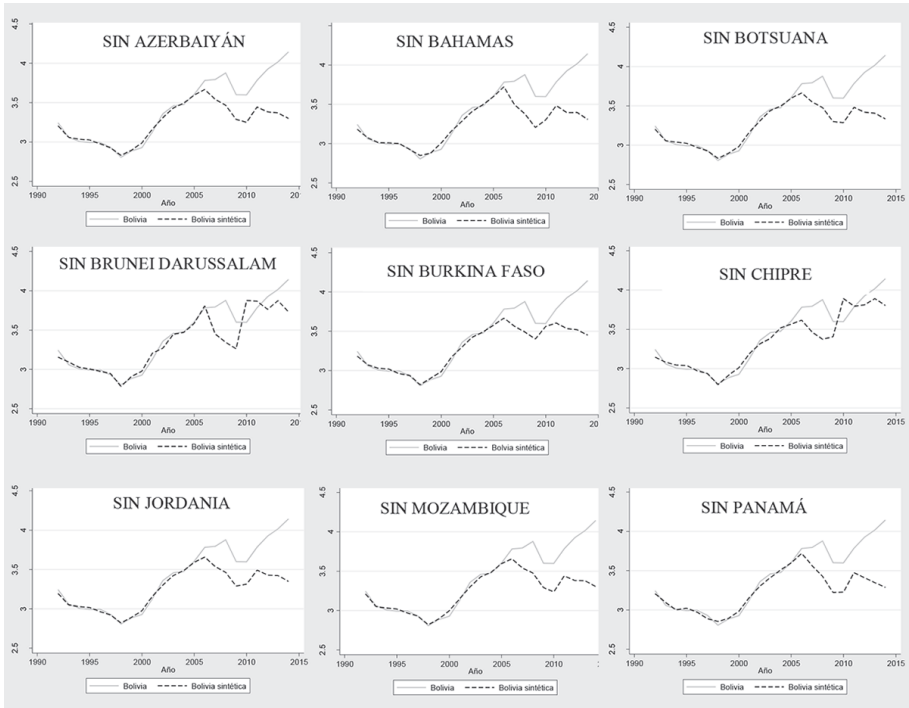 SIN AZERBAIYÁN
4.5
4
3.5
3
2.5
1990 1995 2000 2005 2010 20
Año
Bolivia Bolivia sintética
SIN BAHAMAS
4
3.5
3
2.5
1990 1995 2000 2005 2010 20
Año
Bolivia Bolivia sintética
SIN BOTSUANA
4.5
4
3.5
3
2.5
1990 1995 2000 2005 2010 2015
Año
Bolivia Bolivia sintética
SIN BRUNEI DARUSSALAM
4.5
4
3.5
3
2.5
1990 1995 2000 2005 2010 20
Año
Bolivia Bolivia sintética
SIN BURKINA FASO
4.5
4
3.5
3
2.5
1990 1995 2000 2005 2010 20
Año
Bolivia Bolivia sintética
SIN CHIPRE
4.5
4
3.5
3
2.5
1990 1995 2000 2005 2010 2015
Año
Bolivia Bolivia sintética
SIN JORDANIA
4.5
4
3.5
3
2.5
1990 1995 2000 2005 2010 2015
Año
Bolivia Bolivia sintética
SIN MOZAMBIQUE
4.5
4
3.5
3
2.5
1990 1995 2000 2005 2010
Año
Bolivia Bolivia sintética
SIN PANAMÁ
4.5
4
3.5
3
2.5
1990 1995 2000 2005 2010 2015
Año
Bolivia Bolivia sintética